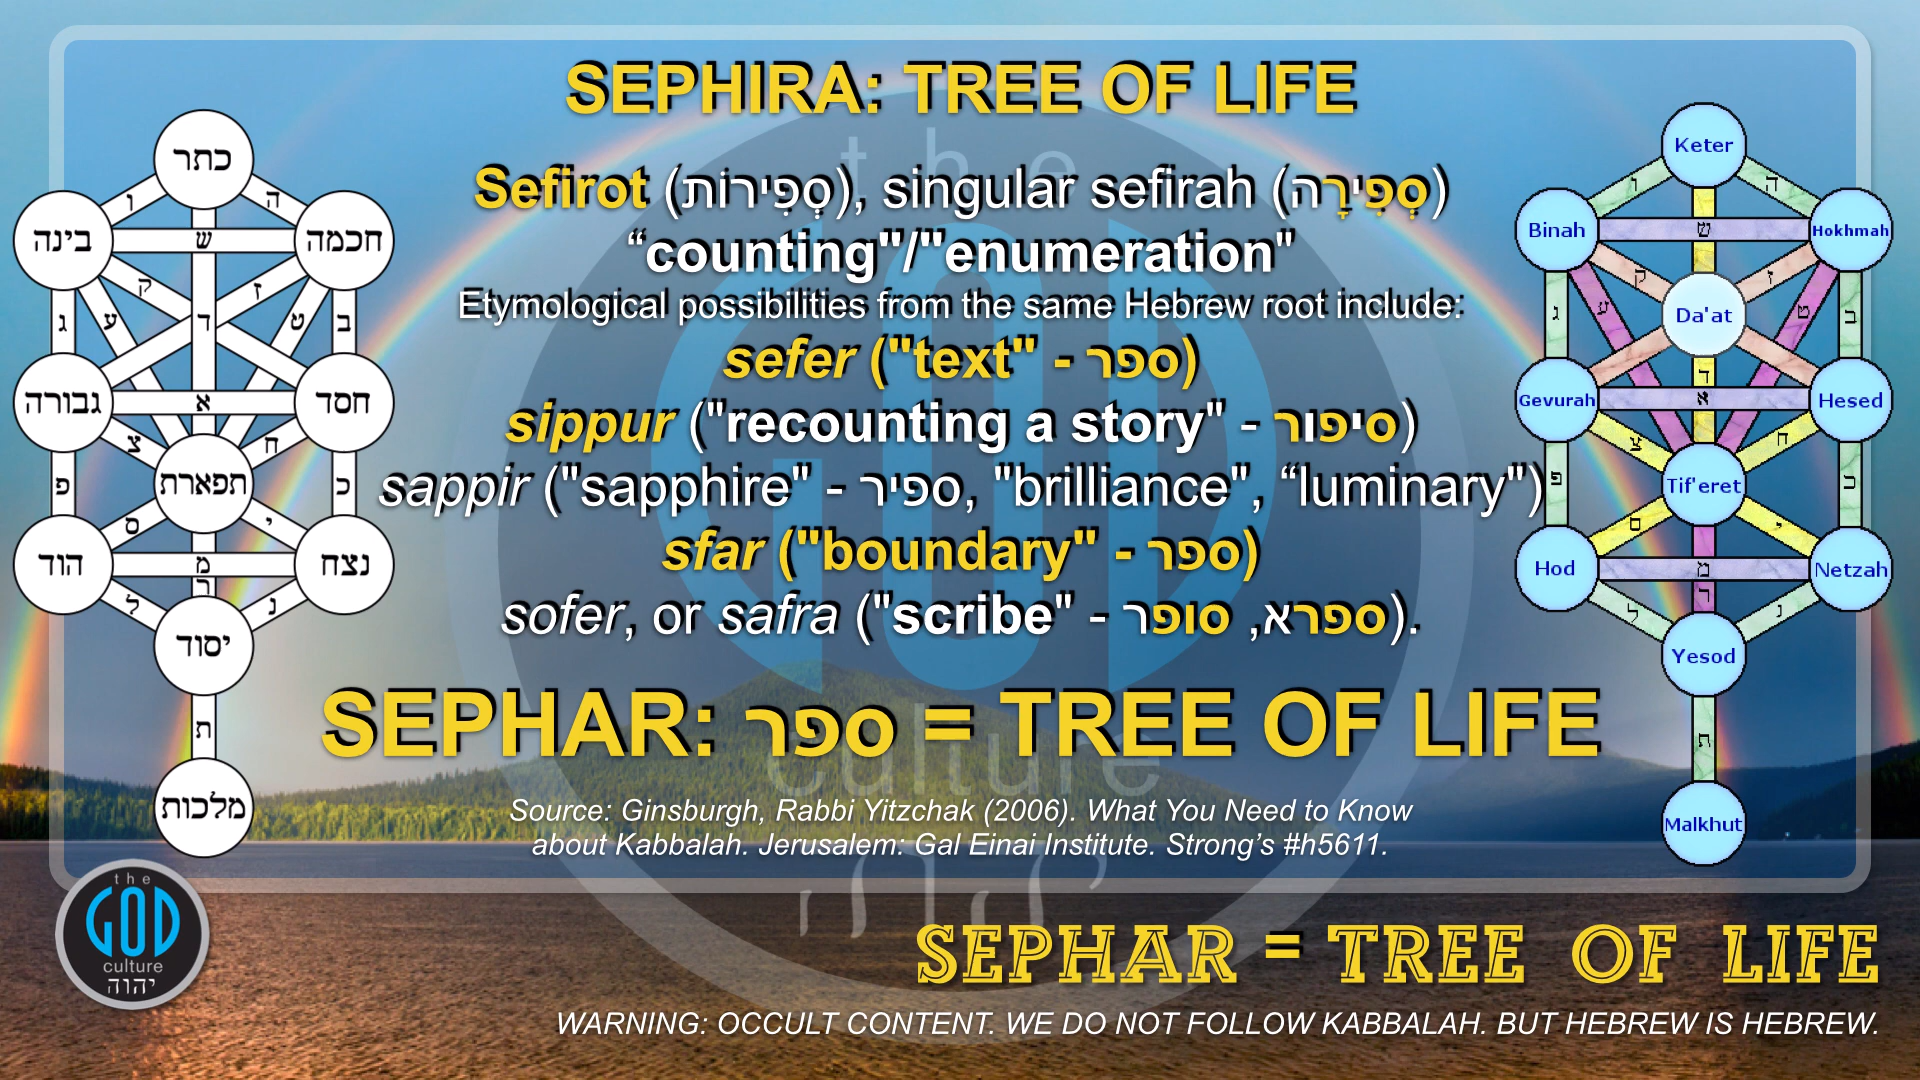 SEPHIRA: TREE OF LIFE
Sefirot (סְפִירוֹת), singular sefirah (סְפִירָה)
“counting"/"enumeration"
Etymological possibilities from the same Hebrew root include:
sefer ("text" - ספר)
sippur ("recounting a story" - סיפור)
sappir ("sapphire" - ספיר, "brilliance", “luminary")
sfar ("boundary" - ספר)
sofer, or safra ("scribe" - סופר, ספרא).
SEPHAR: ספר = TREE OF LIFE
Source: Ginsburgh, Rabbi Yitzchak (2006). What You Need to Know
about Kabbalah. Jerusalem: Gal Einai Institute. Strong’s #h5611.
כתר
ו
ה
בינה
ש
חכמה
ק
ז
ג
ע
ד
ט
ב
גבורה
א
חסד
צ
ח
פ
תפארת
כ
ס
י
הוד
מ
נצח
ר
ל
נ
יסוד
ת
מלכות
Keter
ו
ה
Binah
ש
Hokhmah
ק
ז
ג
ע
Da'at
ט
ב
ד
Gevurah
א
Hesed
צ
ח
פ
Tif'eret
כ
ס
י
Hod
מ
Netzah
ר
ל
נ
Yesod
ת
Malkhut
the
GOD
culture
יהוה
the
GOD
culture
יהוה
SEPHAR = TREE OF LIFE
WARNING: OCCULT CONTENT. WE DO NOT FOLLOW KABBALAH. BUT HEBREW IS HEBREW.